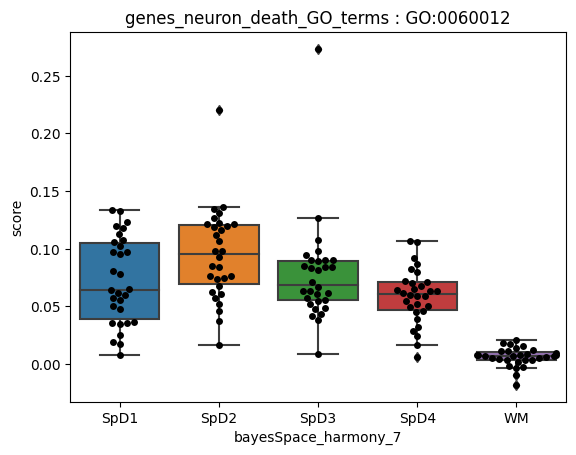 genes_neuron_death_GO_terms : GO:0060012
score
0.25
0.20
0.15
0.10
0.05
0.00
SpD1 SpD2 SpD3 SpD4 WM
bayesSpace_harmony_7